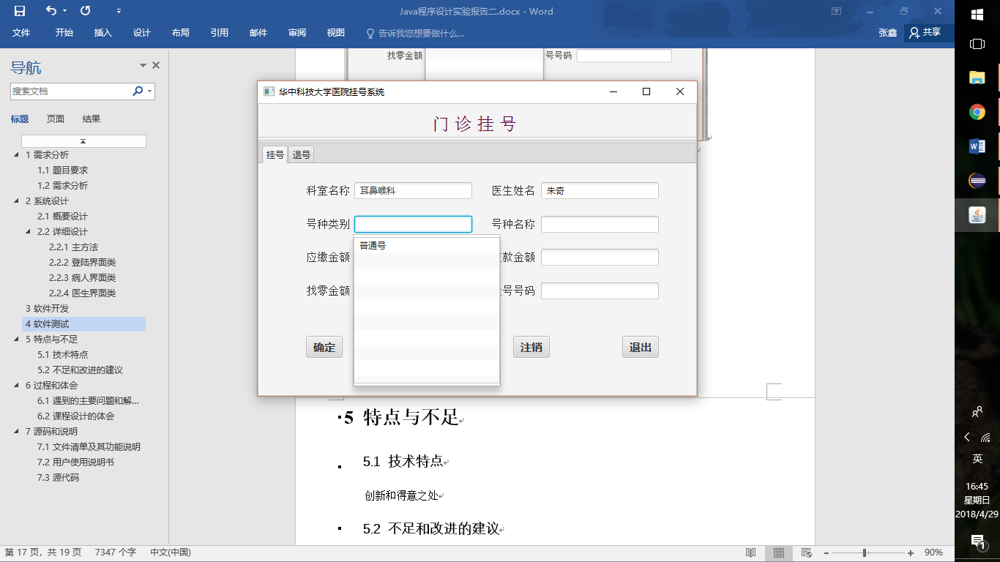 Java程序设计实验报告二.docx - Word
文件 开始 插入 设计 布局 引用 邮件 审阅 视图 告诉我您想要做什么... 张鑫 共享
导航
搜索文档
标题 页面 结果
1 需求分析
1.1 题目要求
1.2 需求分析
2 系统设计
2.1 概要设计
2.2 详细设计
2.2.1 主方法
2.2.2 登陆界面类
2.2.3 病人界面类
2.2.4 医生界面类
3 软件开发
4 软件测试
5 特点与不足
5.1 技术特点
5.2 不足和改进的建议
6 过程和体会
6.1 遇到的主要问题和解...
6.2 课程设计的体会
7 源码和说明
7.1 文件清单及其功能说明
7.2 用户使用说明书
7.3 源代码
找零金额 号号码
华中科技大学医院挂号系统
门诊挂号
挂号 退号
科室名称 耳鼻喉科 医生姓名 朱奇
号种类别 号种名称
普通号
应缴金额 款金额
找零金额 号号码
确定 注销 退出
5 特点与不足
5.1 技术特点
创新和得意之处
5.2 不足和改进的建议
第 17 页，共 19 页 7347 个字 中文(中国) 90%
英
16:45
星期日
2018/4/29
1